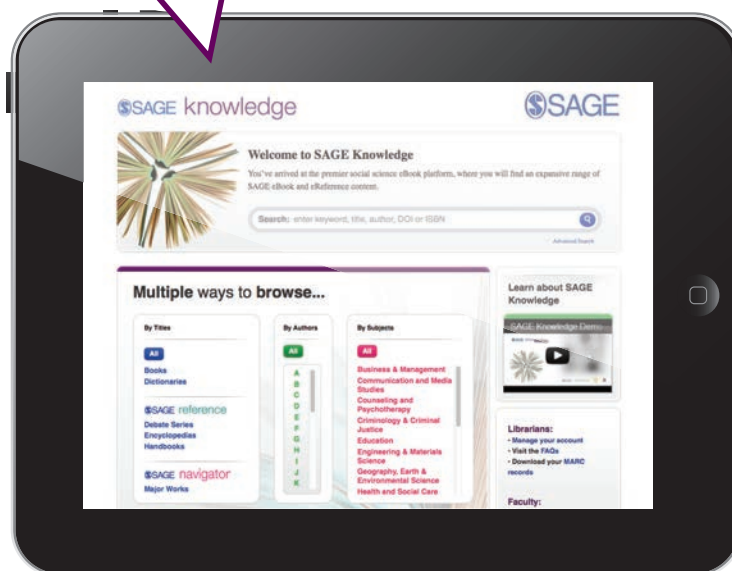 SAGE knowledge
SAGE
Welcome to SAGE Knowledge
You've arrived at the premier social science eBook platform, where you will find an expansive range of
SAGE eBook and eReference content.
Search: enter keyword, title, author, DOI or ISBN
Advanced Search
Multiple ways to browse...
By Titles
All
Books
Dictionaries
SAGE reference
Debate Series
Encyclopedias
Handbooks
SAGE navigator
Major Works
By Authors
All
A
B
C
D
E
F
G
H
I
J
K
By Subjects
All
Business & Management
Communication and Media
Studies
Counseling and
Psychotherapy
Criminology & Criminal
Justice
Education
Engineering & Materials
Science
Geography, Earth &
Environmental Science
Health and Social Care
Learn about SAGE
Knowledge
SAGE Knowledge Demo
Librarians:
• Manage your account
• Visit the FAQs
• Download your MARC
records
Faculty: